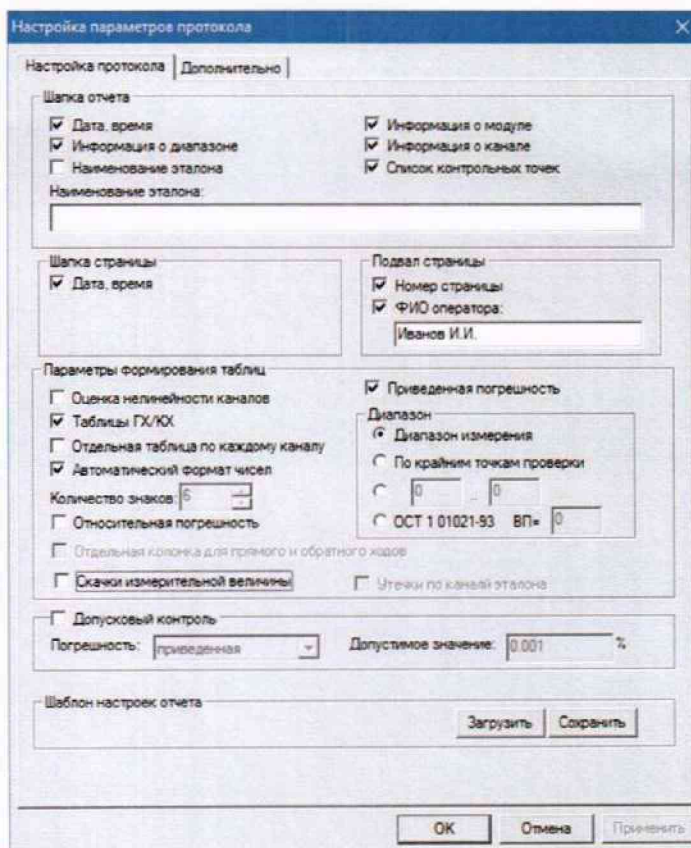 Настройка параметров протокола
Настройка протокола
Дополнительно
Шапка отчета
Дата, время
Информация о модуле
Информация о диапазоне
Информация о канале
Наименование эталона
Список контрольных точек
Наименование эталона:
Шапка страницы
Дата, время
Подвал страницы
Номер страницы
ФИО оператора:
Иванов И.И.
Параметры формирования таблиц
Оценка нелинейности каналов
Таблицы ГХ/КХ
Отдельная таблица по каждому каналу
Автоматический формат чисел
Количество знаков: 6
Относительная погрешность
Приведенная погрешность
Диапазон
Диапазон измерения
По крайним точкам проверки
0 .. 0
ОСТ 1 01021-93 ВП= 0
Отдельная колонка для прямого и обратного ходов
Скачки измерительной величины
Утечки по каналу эталона
Допусковый контроль
Погрешность: приведенная
Допустимое значение: 0.001 %
Шаблон настроек отчета
Загрузить
Сохранить
OK
Отмена
Применить